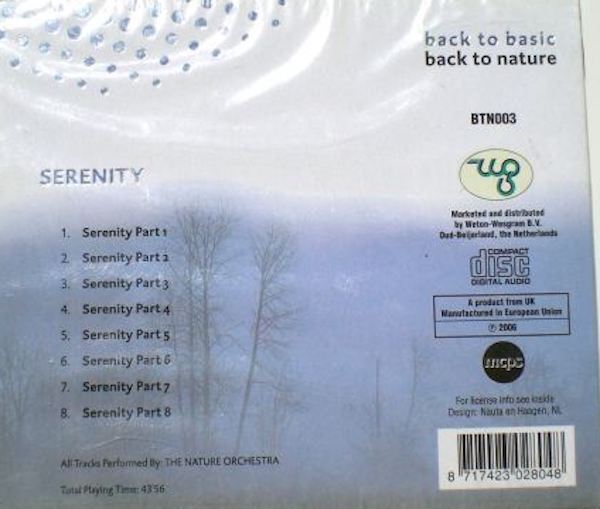 back to basic
back to nature
BTN003
SERENITY
1. Serenity Part 1
2. Serenity Part 2
3. Serenity Part 3
4. Serenity Part 4
5. Serenity Part 5
6. Serenity Part 6
7. Serenity Part 7
8. Serenity Part 8
All Tracks Performed By: THE NATURE ORCHESTRA
Total Playing Time: 43'56
wg
Marketed and distributed
by Weton-Wesgram B.V.
Oud-Beijerland, the Netherlands
COMPACT
disc
DIGITAL AUDIO
A product from UK
Manufactured in European Union
℗ 2006
mcps
For license info see inside
Design: Nauta en Haagen, NL
8 717423 028048